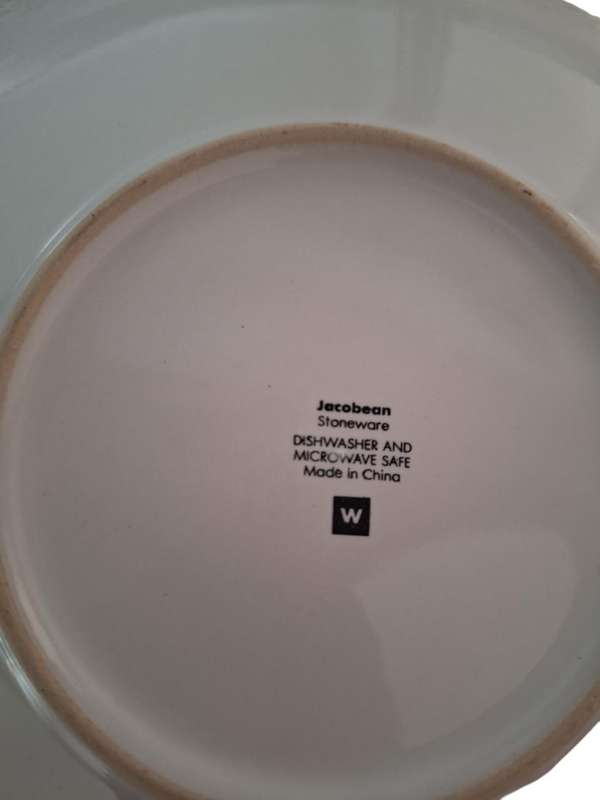 Jacobean
Stoneware
DISHWASHER AND
MICROWAVE SAFE
Made in China
W